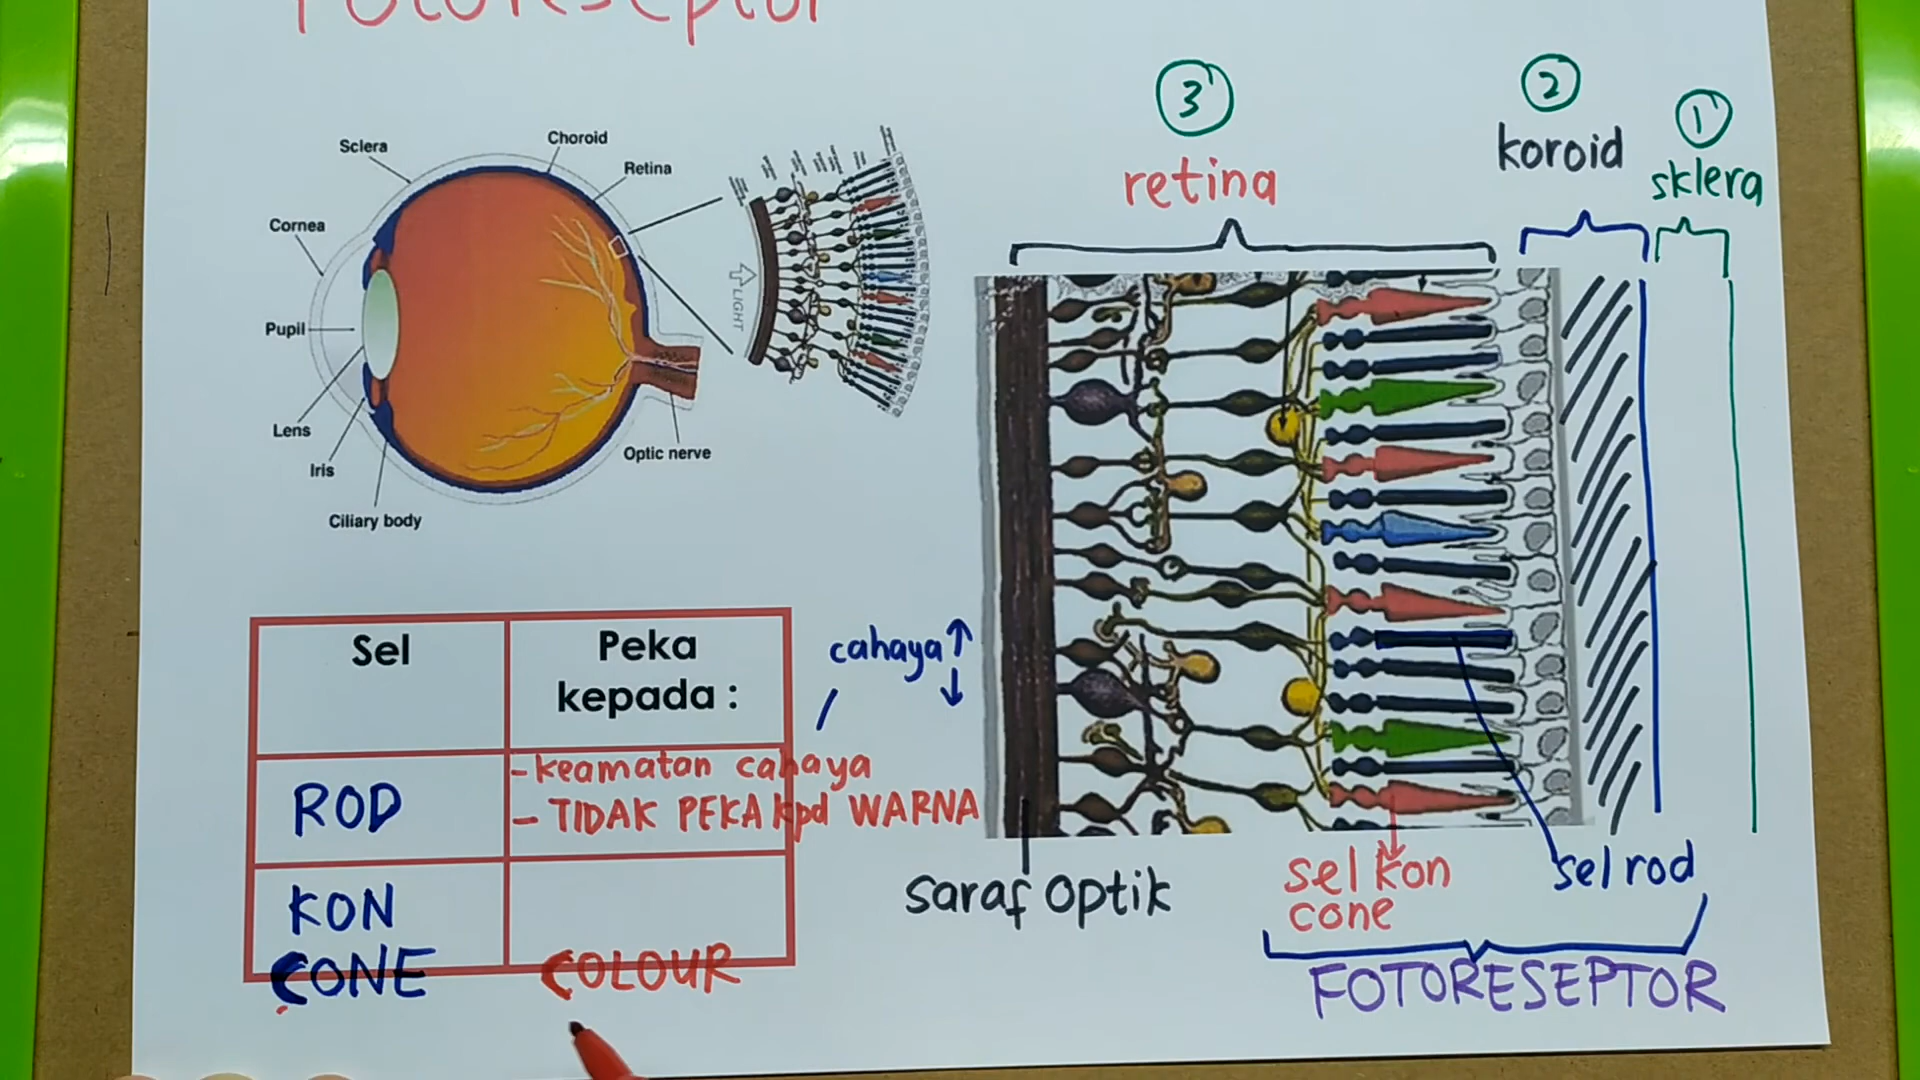 Fotoreseptor
Sclera
Choroid
Retina
Cornea
Pupil
Lens
Iris
Ciliary body
Optic nerve
LIGHT
3
retina
2
koroid
1
sklera
Sel
Peka kepada :
cahaya
ROD
-keamatan cahaya
- TIDAK PEKA kpd WARNA
KON
CONE
COLOUR
saraf optik
sel kon
cone
sel rod
FOTORESEPTOR